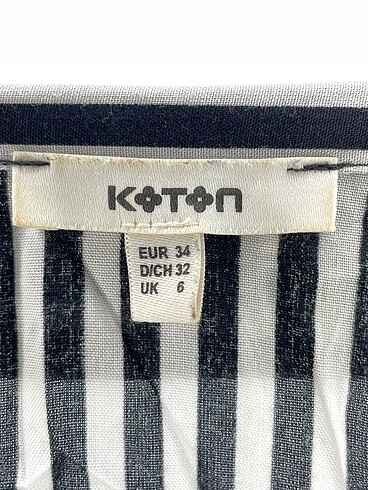 KOTON
EUR 34
D/CH 32
UK 6